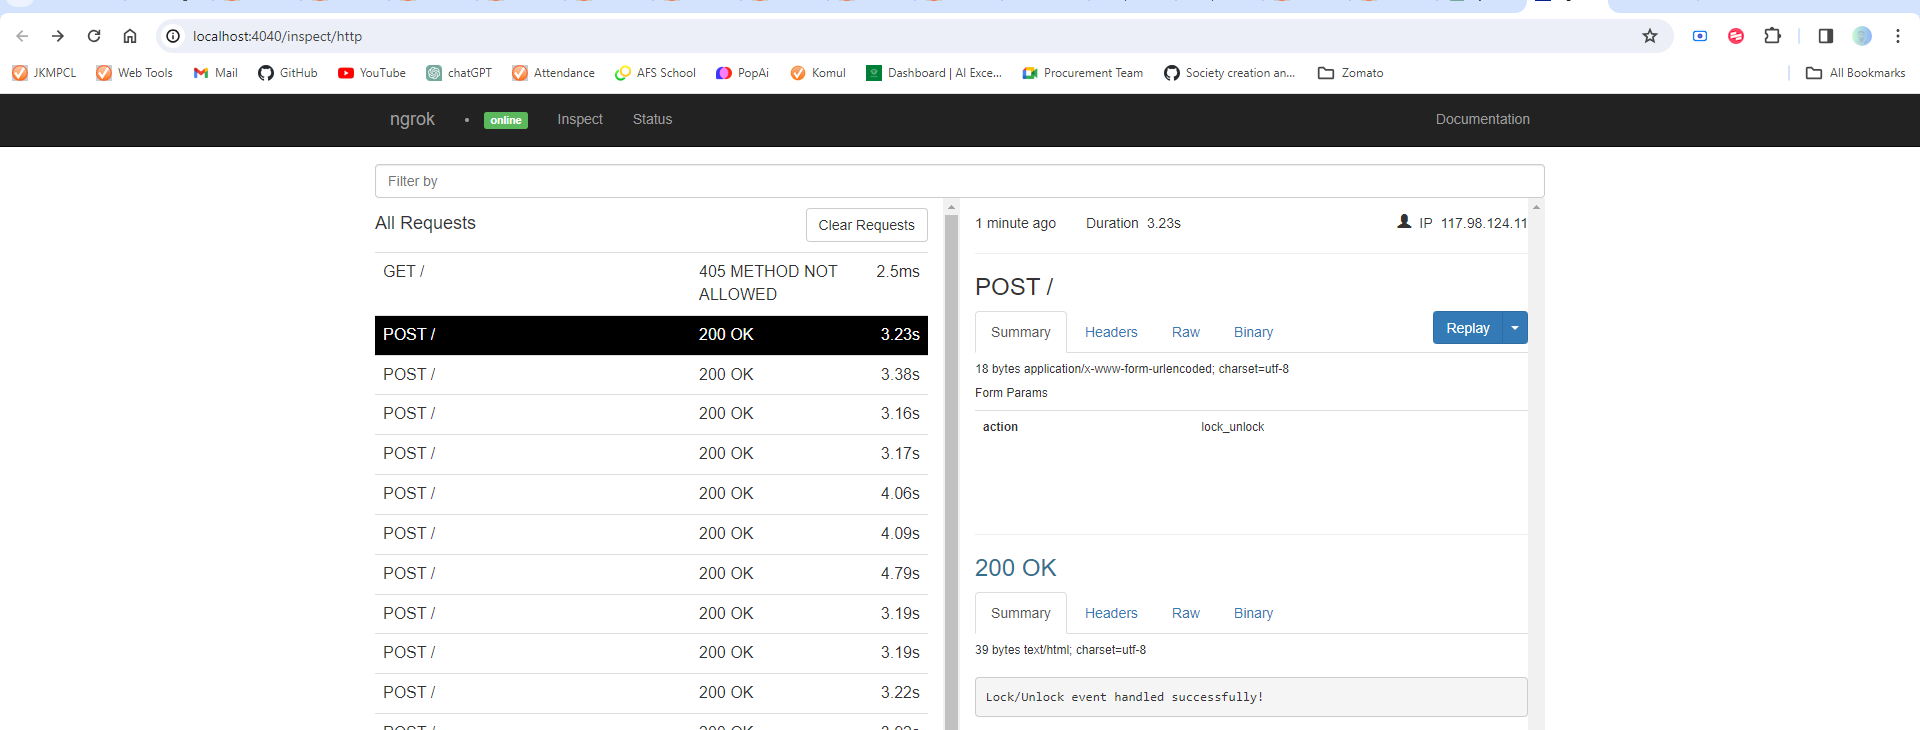 localhost:4040/inspect/http
JKMPCL Web Tools Mail GitHub YouTube chatGPT Attendance AFS School PopAi Komul Dashboard | AI Exce... Procurement Team Society creation an... Zomato All Bookmarks
ngrok online Inspect Status Documentation
Filter by
All Requests Clear Requests
GET / 405 METHOD NOT ALLOWED 2.5ms
POST / 200 OK 3.23s
POST / 200 OK 3.38s
POST / 200 OK 3.16s
POST / 200 OK 3.17s
POST / 200 OK 4.06s
POST / 200 OK 4.09s
POST / 200 OK 4.79s
POST / 200 OK 3.19s
POST / 200 OK 3.19s
POST / 200 OK 3.22s
POST / 200 OK
1 minute ago Duration 3.23s IP 117.98.124.11
POST /
Summary Headers Raw Binary Replay
18 bytes application/x-www-form-urlencoded; charset=utf-8
Form Params
action lock_unlock
200 OK
Summary Headers Raw Binary
39 bytes text/html; charset=utf-8
Lock/Unlock event handled successfully!